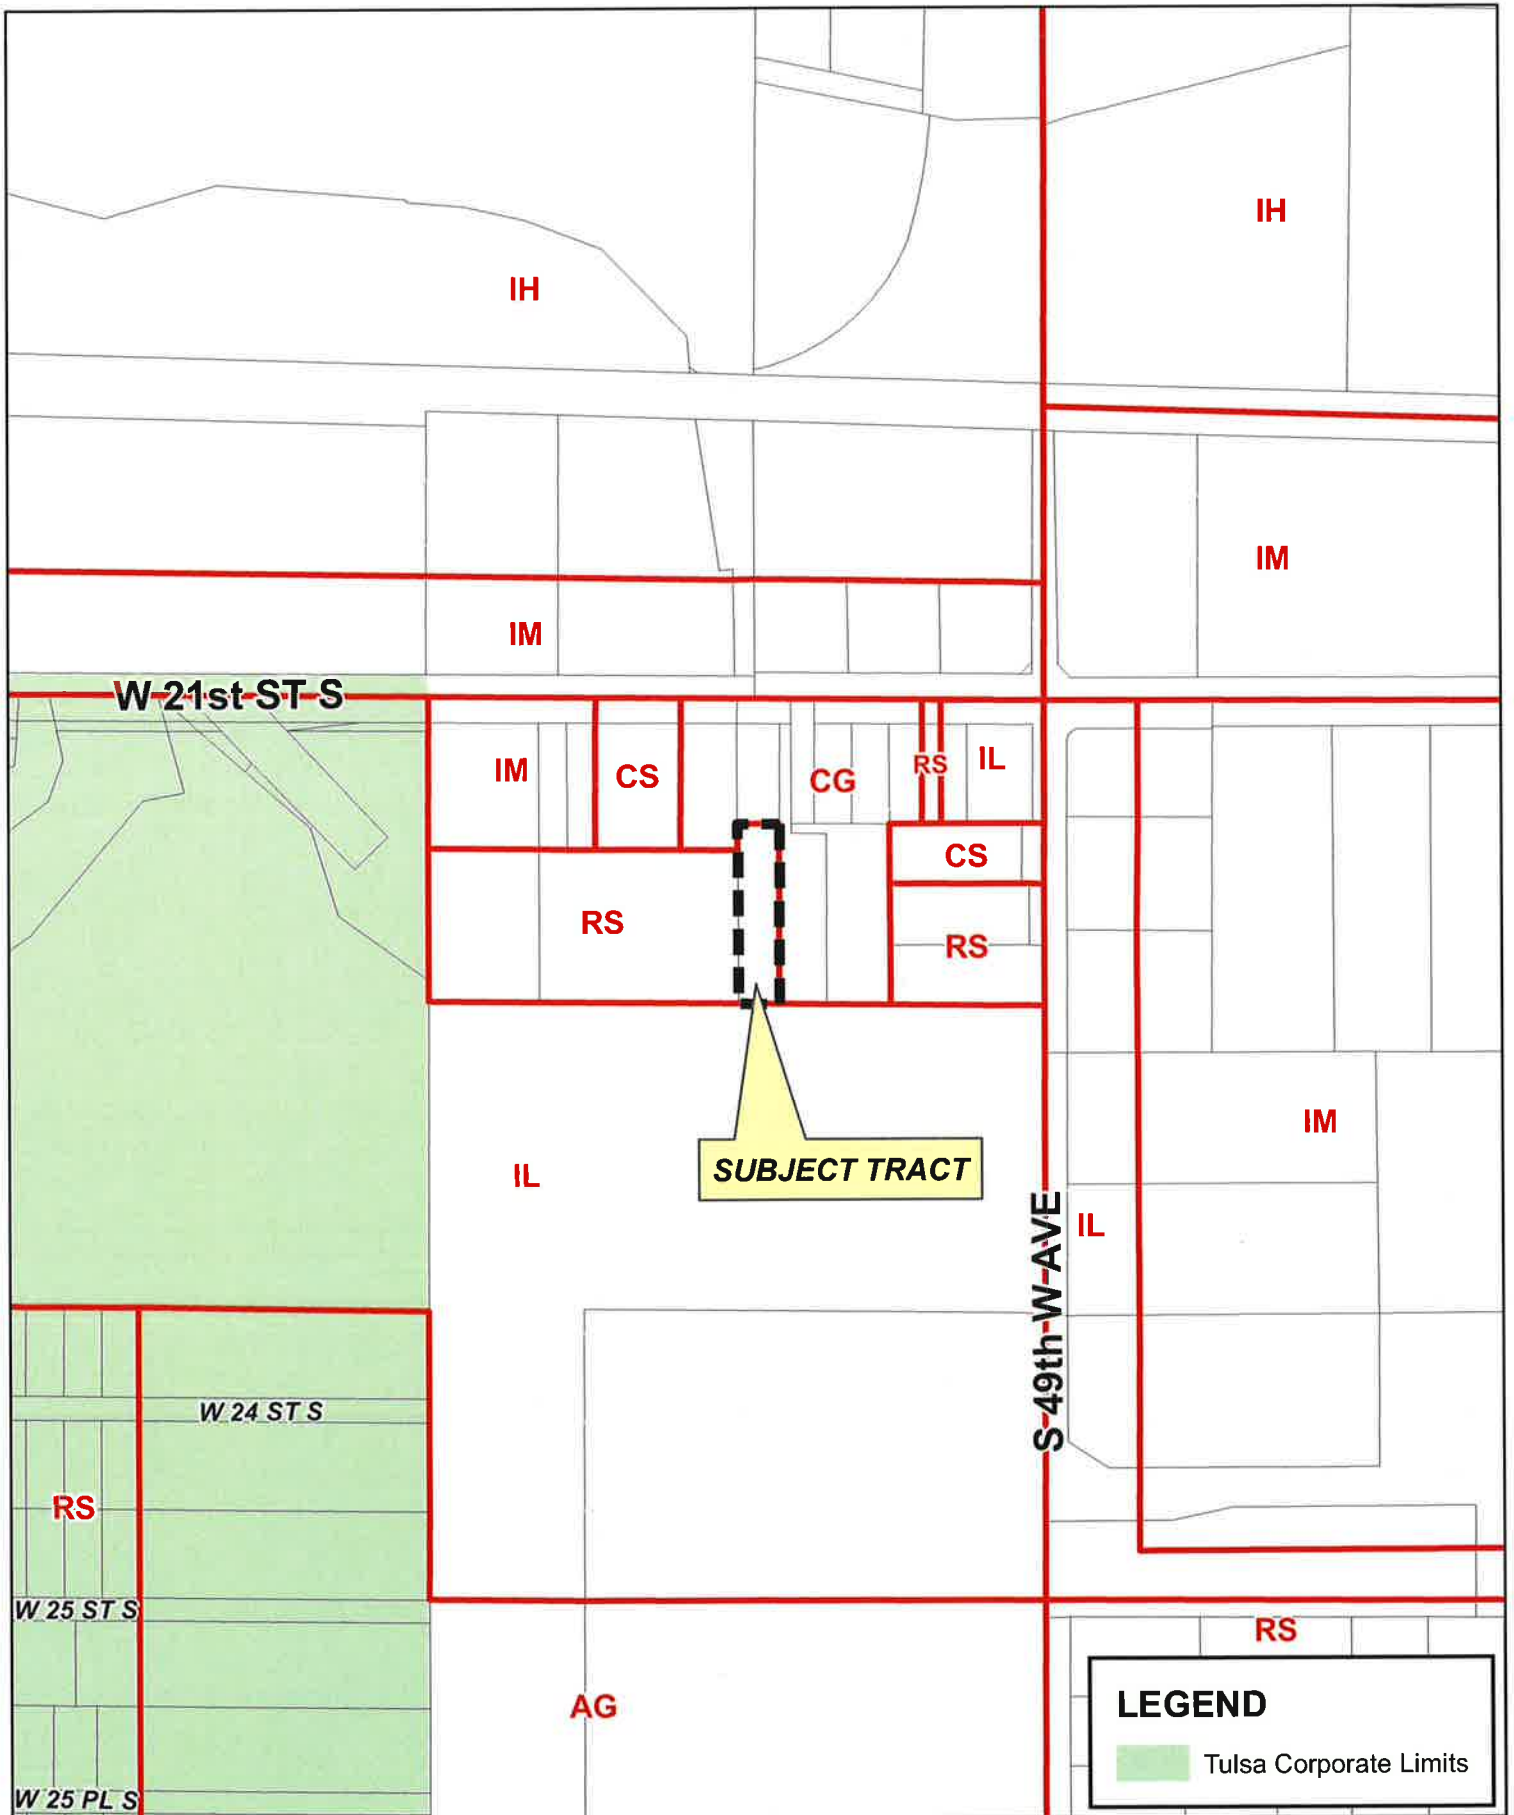 IH
IH
IM
IM
W 21st ST S
IM
CS
CG
RS
IL
CS
RS
RS
IM
SUBJECT TRACT
IL
IL
S 49th W AVE
W 24 ST S
RS
W 25 ST S
RS
AG
LEGEND
Tulsa Corporate Limits
W 25 PL S